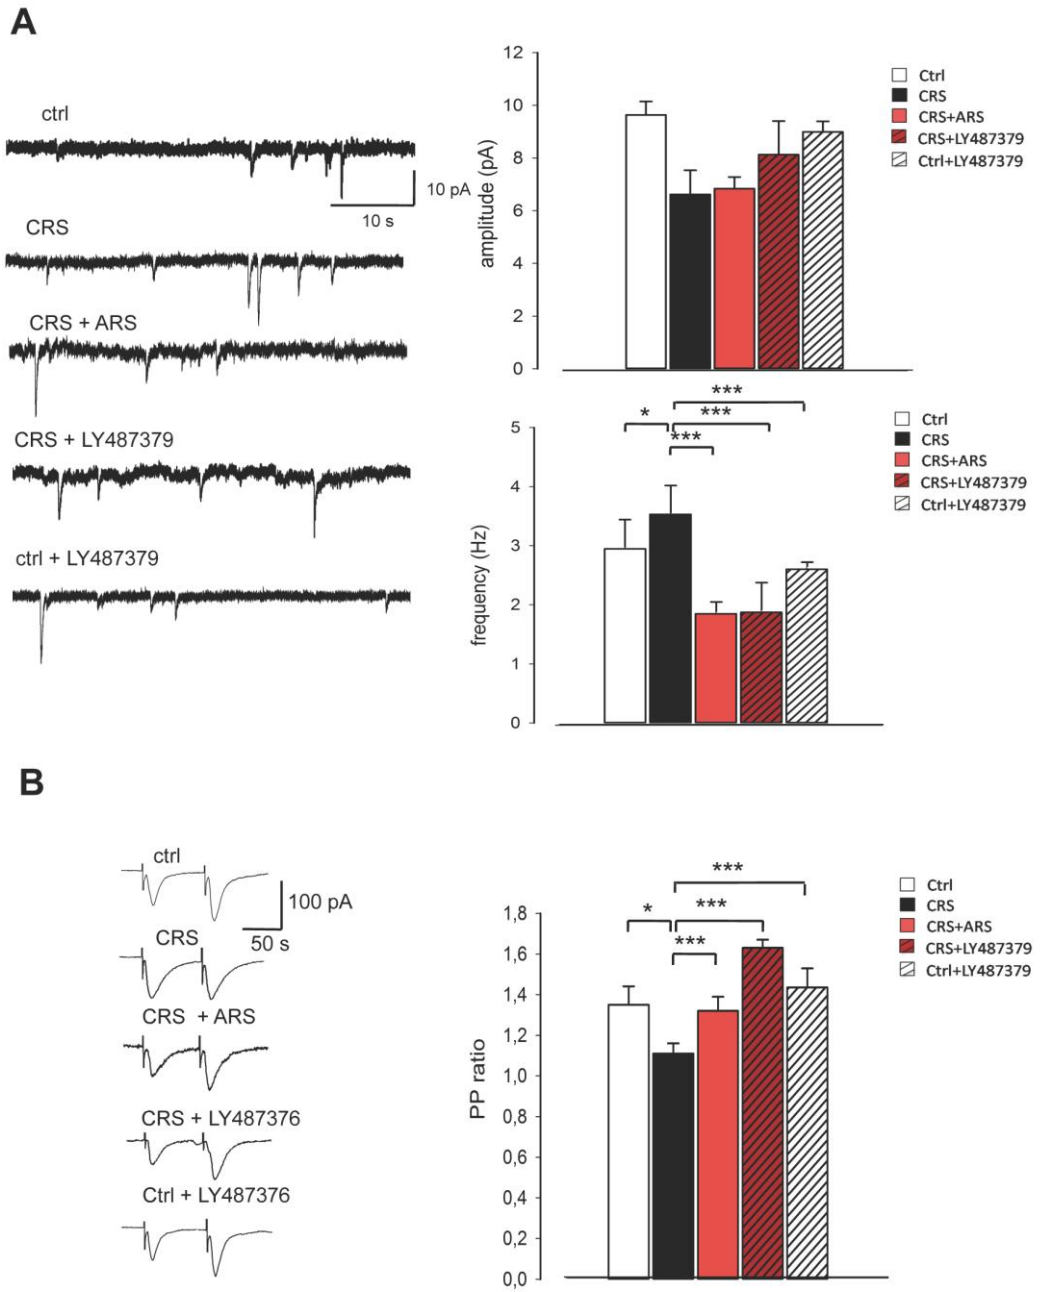 A
ctrl
10 pA
10 s
CRS
CRS + ARS
CRS + LY487379
ctrl + LY487379
12
10
8
6
4
2
0
amplitude (pA)
Ctrl
CRS
CRS+ARS
CRS+LY487379
Ctrl+LY487379
***
* ***
***
5
4
3
2
1
0
frequency (Hz)
Ctrl
CRS
CRS+ARS
CRS+LY487379
Ctrl+LY487379
B
ctrl
100 pA
50 s
CRS
CRS + ARS
CRS + LY487376
Ctrl + LY487376
***
* ***
***
1,8
1,6
1,4
1,2
1,0
0,8
0,6
0,4
0,2
0,0
PP ratio
Ctrl
CRS
CRS+ARS
CRS+LY487379
Ctrl+LY487379